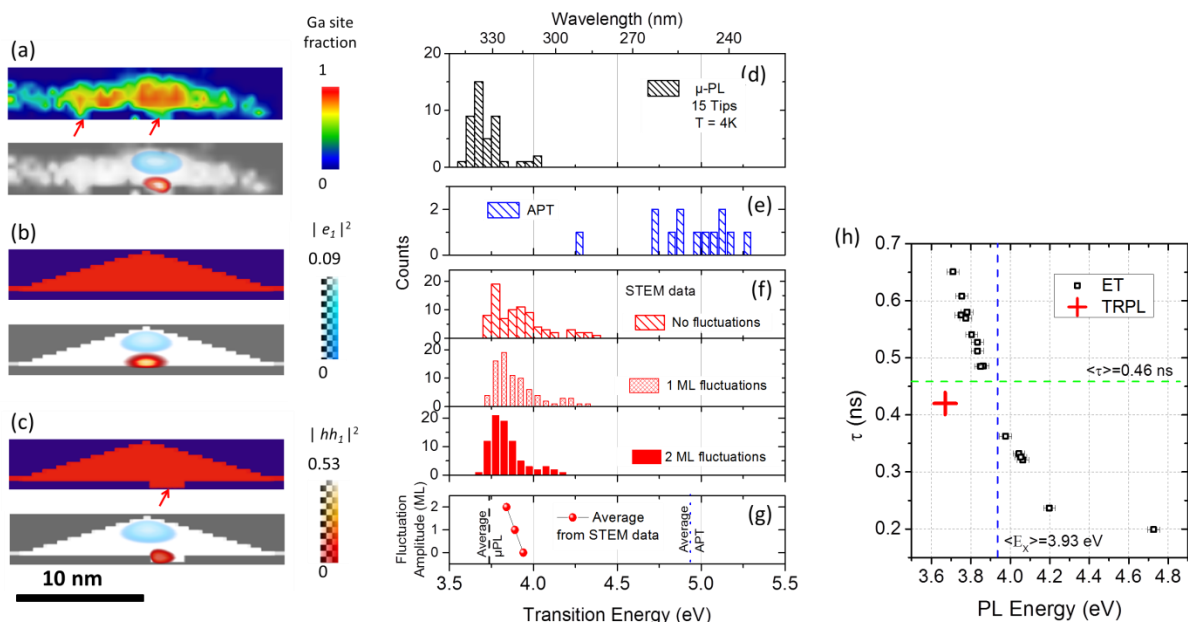 (a)
Ga site
fraction
1
0
(b)
| e₁ |²
0.09
0
(c)
| hh₁ |²
0.53
0
10 nm
Wavelength (nm)
330 300 270 240
20
10
0
(d)
μ-PL
15 Tips
T = 4K
2
0
(e)
APT
Counts
20
10
0
STEM data
(f)
No fluctuations
20
10
0
1 ML fluctuations
20
10
0
2 ML fluctuations
Fluctuation
Amplitude (ML)
2
1
0
Average
μPL
Average
from STEM data
Average
APT
(g)
3.5 4.0 4.5 5.0 5.5
Transition Energy (eV)
(h)
0.7
0.6
0.5
0.4
0.3
0.2
τ (ns)
ET
TRPL
<τ>=0.46 ns
<Eₓ>=3.93 eV
3.6 3.8 4.0 4.2 4.4 4.6 4.8
PL Energy (eV)